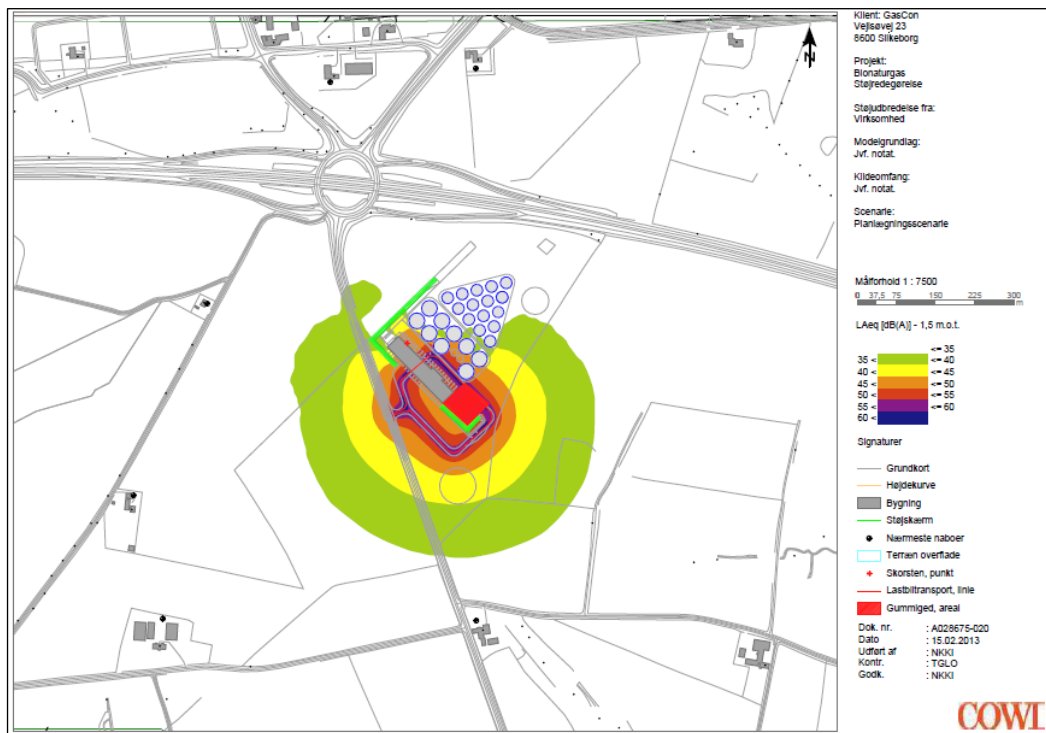 Klient: GasCon
Vejlsøvej 23
8600 Silkeborg
N
Projekt:
Bionaturgas
Støjredegørelse
Støjudbredelse fra:
Virksomhed
Modelgrundlag:
Jvf. notat.
Kildeomfang:
Jvf. notat.
Scenarie:
Planlægningsscenarie
Målforhold 1 : 7500
0 37,5 75 150 225 300
m
LAeq [dB(A)] - 1,5 m.o.t.
<= 35
35 < <= 40
40 < <= 45
45 < <= 50
50 < <= 55
55 < <= 60
60 <
Signaturer
Grundkort
Højdekurve
Bygning
Støjskærm
Nærmeste naboer
Terræn overflade
Skorsten, punkt
Lastbiltransport, linie
Gummiged, areal
Dok. nr. : A028675-020
Dato : 15.02.2013
Udført af : NKKI
Kontr. : TGLO
Godk. : NKKI
COWI